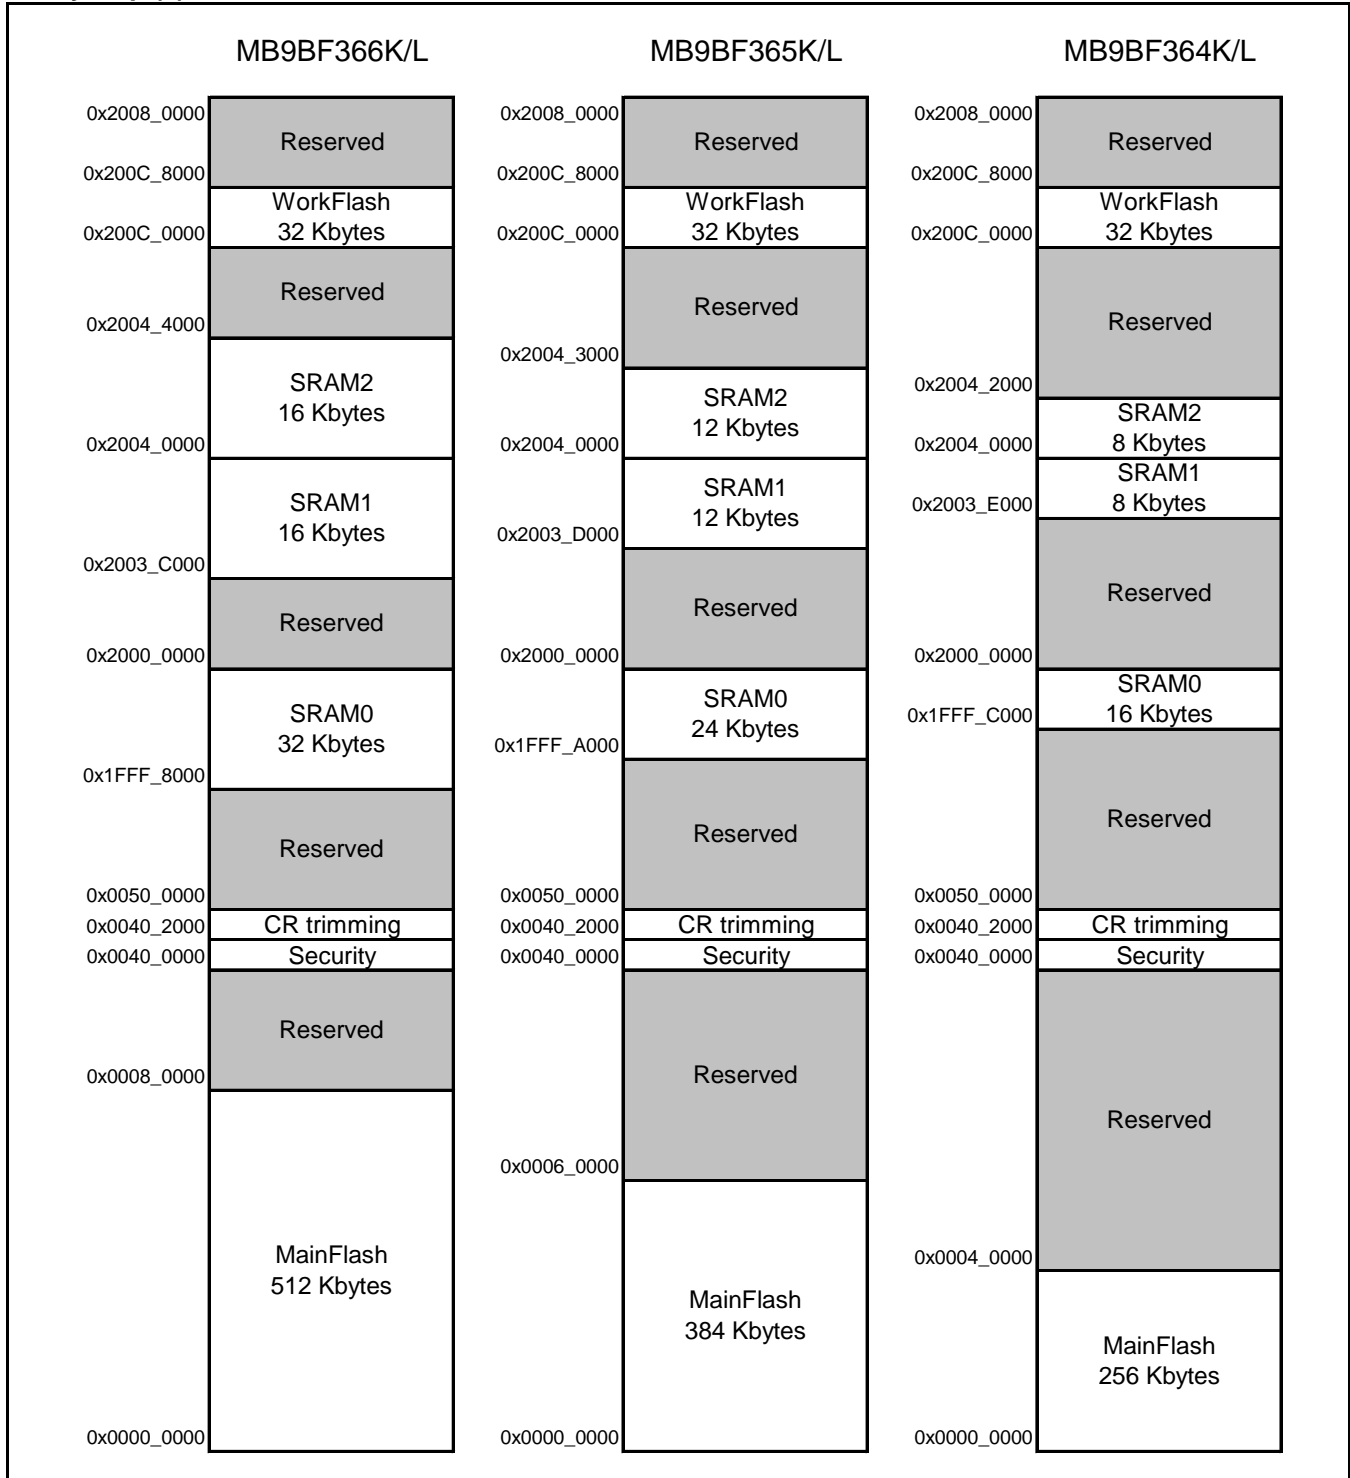 MB9BF366K/L
0x2008_0000
Reserved
0x200C_8000
WorkFlash
32 Kbytes
0x200C_0000
Reserved
0x2004_4000
SRAM2
16 Kbytes
0x2004_0000
SRAM1
16 Kbytes
0x2003_C000
Reserved
0x2000_0000
SRAM0
32 Kbytes
0x1FFF_8000
Reserved
0x0050_0000
CR trimming
0x0040_2000
Security
0x0040_0000
Reserved
0x0008_0000
MainFlash
512 Kbytes
0x0000_0000
MB9BF365K/L
0x2008_0000
Reserved
0x200C_8000
WorkFlash
32 Kbytes
0x200C_0000
Reserved
0x2004_3000
SRAM2
12 Kbytes
0x2004_0000
SRAM1
12 Kbytes
0x2003_D000
Reserved
0x2000_0000
SRAM0
24 Kbytes
0x1FFF_A000
Reserved
0x0050_0000
CR trimming
0x0040_2000
Security
0x0040_0000
Reserved
0x0006_0000
MainFlash
384 Kbytes
0x0000_0000
MB9BF364K/L
0x2008_0000
Reserved
0x200C_8000
WorkFlash
32 Kbytes
0x200C_0000
Reserved
0x2004_2000
SRAM2
8 Kbytes
0x2004_0000
SRAM1
8 Kbytes
0x2003_E000
Reserved
0x2000_0000
SRAM0
16 Kbytes
0x1FFF_C000
Reserved
0x0050_0000
CR trimming
0x0040_2000
Security
0x0040_0000
Reserved
0x0004_0000
MainFlash
256 Kbytes
0x0000_0000